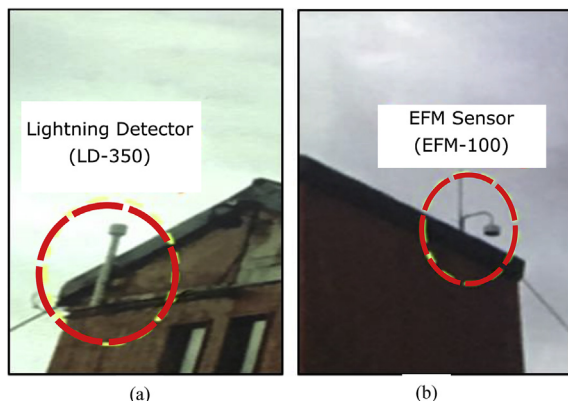 Lightning Detector
(LD-350)
EFM Sensor
(EFM-100)
(a)
(b)